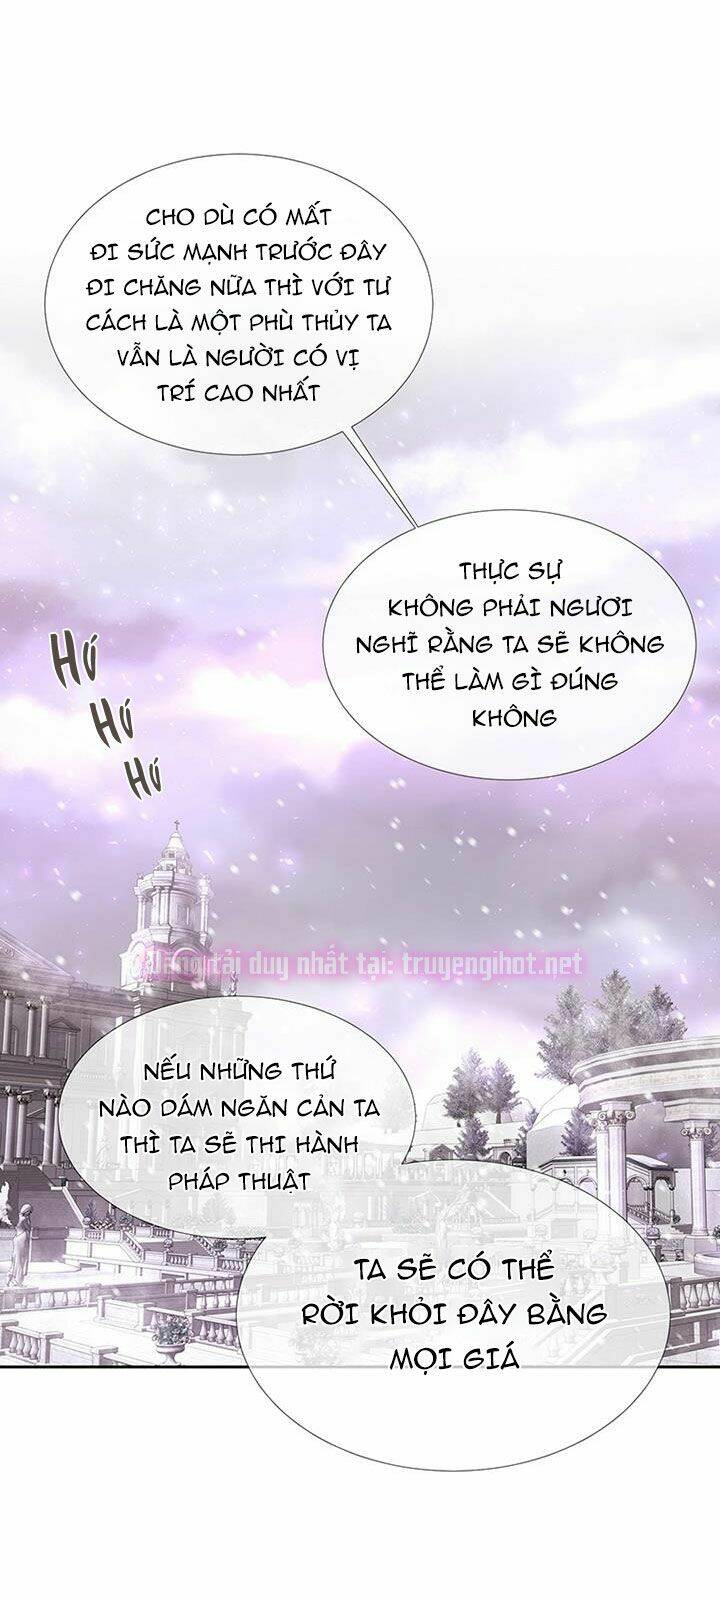 CHO DÙ CÓ MẤT
ĐI SỨC MẠNH TRƯỚC ĐÂY
ĐI CHĂNG NỮA THÌ VỚI TƯ
CÁCH LÀ MỘT PHÙ THỦY TA
VẪN LÀ NGƯỜI CÓ VỊ
TRÍ CAO NHẤT
THỰC SỰ
KHÔNG PHẢI NGƯƠI
NGHĨ RẰNG TA SẼ KHÔNG
THỂ LÀM GÌ ĐÚNG
KHÔNG
HÚ
HÚ
HÚ
Đăng tải duy nhất tại: truyengihot.net
NẾU NHỮNG THỨ
NÀO DÁM NGĂN CẢN TA
THÌ TA SẼ THI HÀNH
PHÁP THUẬT
TA SẼ CÓ THỂ
RỜI KHỎI ĐÂY BẰNG
MỌI GIÁ